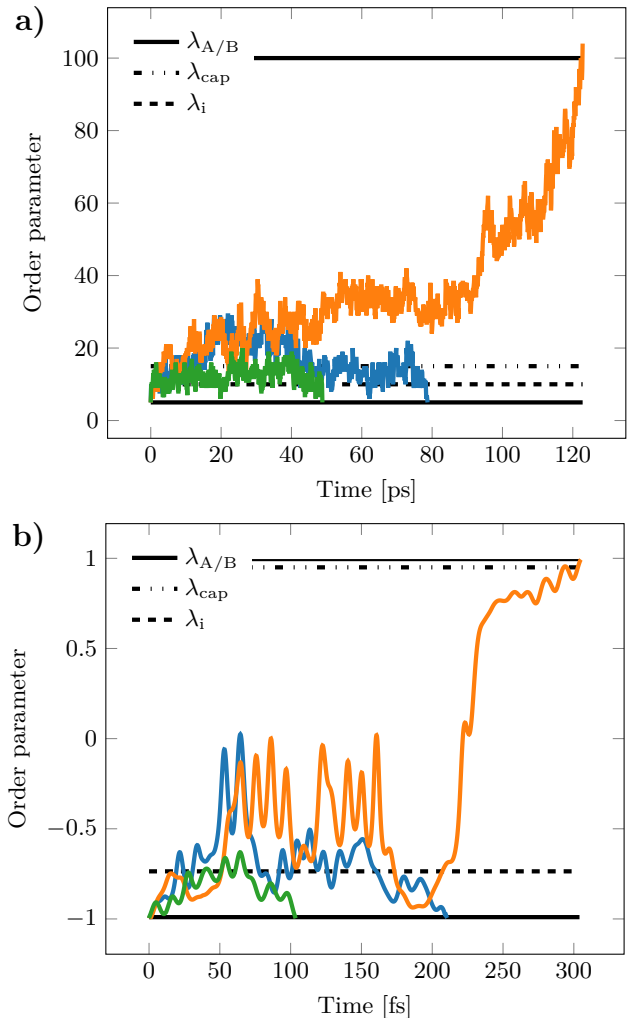 a)
λA/B
λcap
λi
Order parameter
100
80
60
40
20
0
0 20 40 60 80 100 120
Time [ps]
b)
λA/B
λcap
λi
Order parameter
1
0.5
0
−0.5
−1
0 50 100 150 200 250 300
Time [fs]